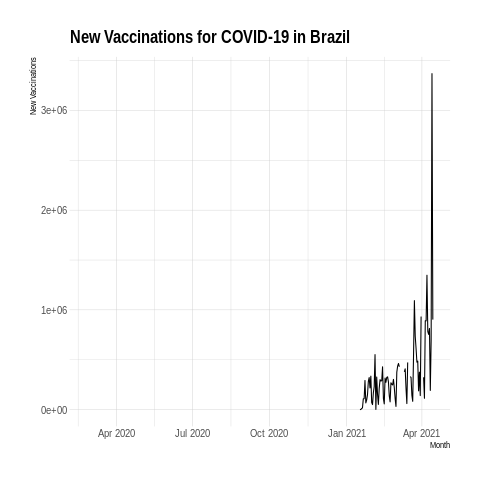 New Vaccinations for COVID-19 in Brazil
New Vaccinations
3e+06
2e+06
1e+06
0e+00
Apr 2020
Jul 2020
Oct 2020
Jan 2021
Apr 2021
Month